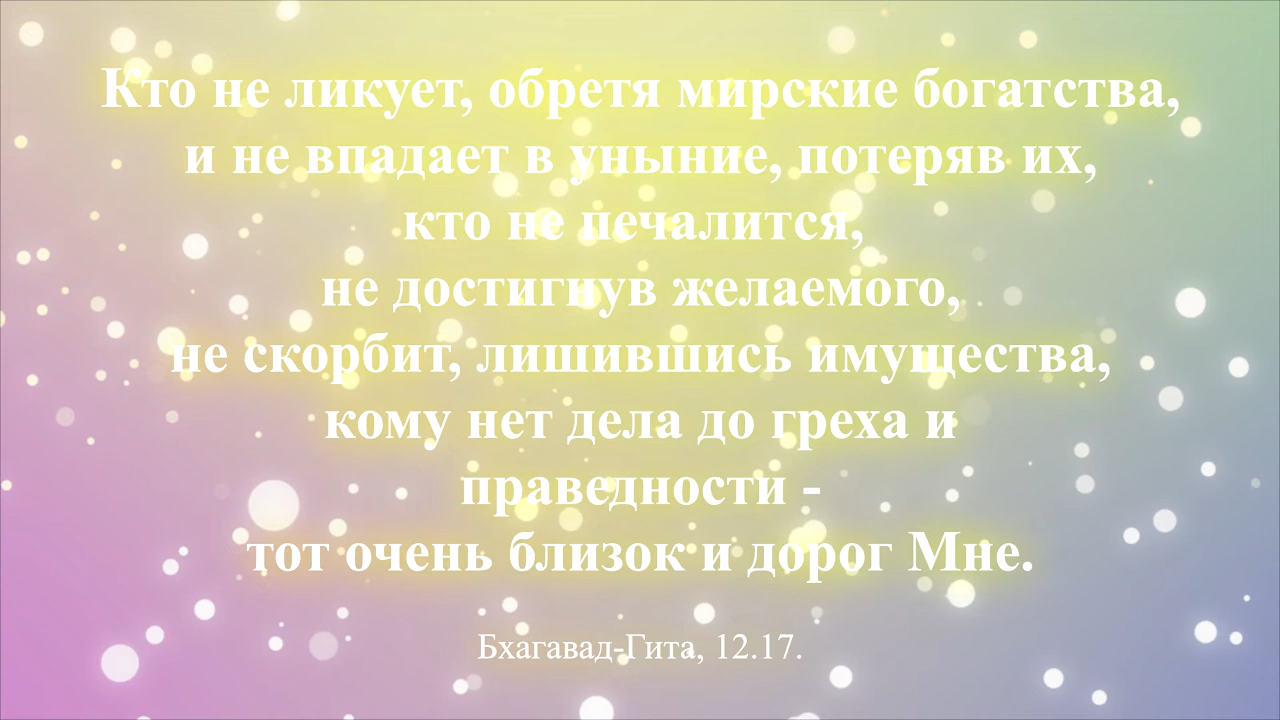 Кто не ликует, обретя мирские богатства,
и не впадает в уныние, потеряв их,
кто не печалится,
не достигнув желаемого,
не скорбит, лишившись имущества,
кому нет дела до греха и
праведности -
тот очень близок и дорог Мне.
Бхагавад-Гита, 12.17.